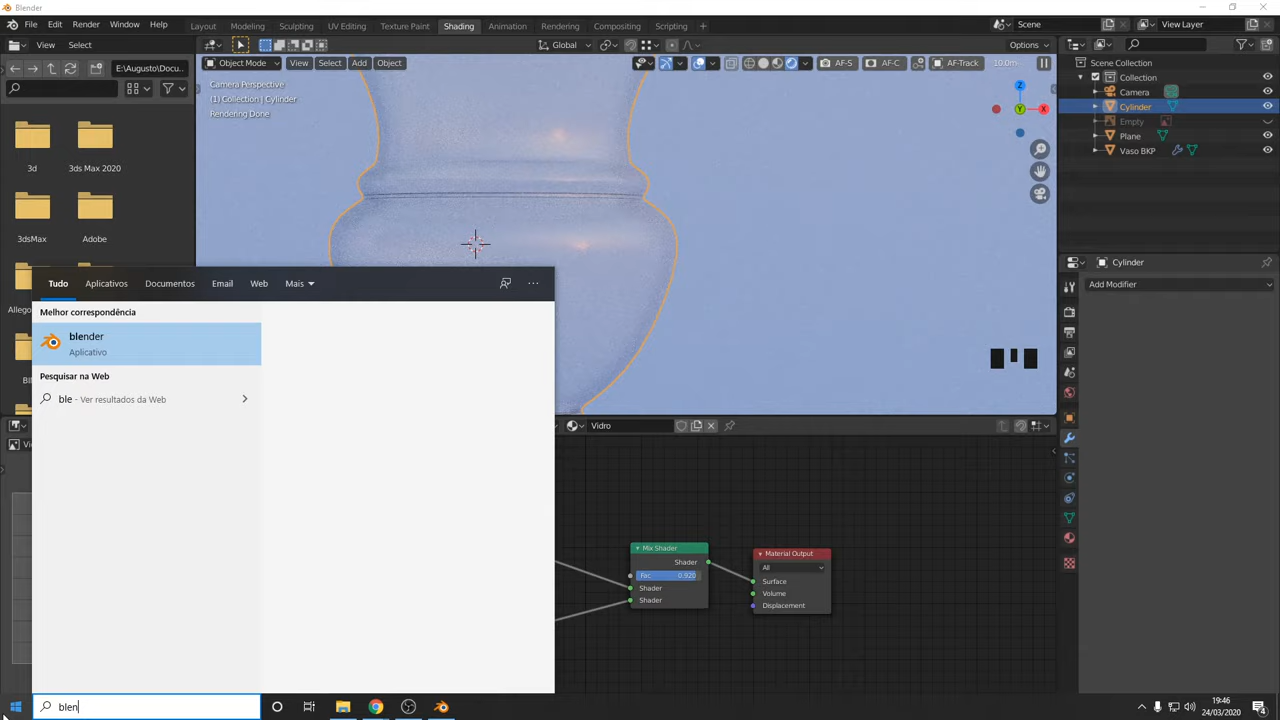 Blender
File Edit Render Window Help
Layout Modeling Sculpting UV Editing Texture Paint Shading Animation Rendering Compositing Scripting +
Scene
View Layer
View Select
Global
Options
E:\Augusto\Docu...
Object Mode
View Select Add Object
AF-S
AF-C
AF-Track
10.0m
Camera Perspective
(1) Collection | Cylinder
Rendering Done
Z
Y
X
Scene Collection
Collection
Camera
Cylinder
Empty
Plane
Vaso BKP
3d
3ds Max 2020
3dsMax
Adobe
Cylinder
Add Modifier
Tudo Aplicativos Documentos Email Web Mais
Melhor correspondência
blender
Aplicativo
Pesquisar na Web
ble - Ver resultados da Web
Vidro
Mix Shader
Shader
Fac 0.920
Shader
Shader
Material Output
All
Surface
Volume
Displacement
blen
19:46
24/03/2020
4